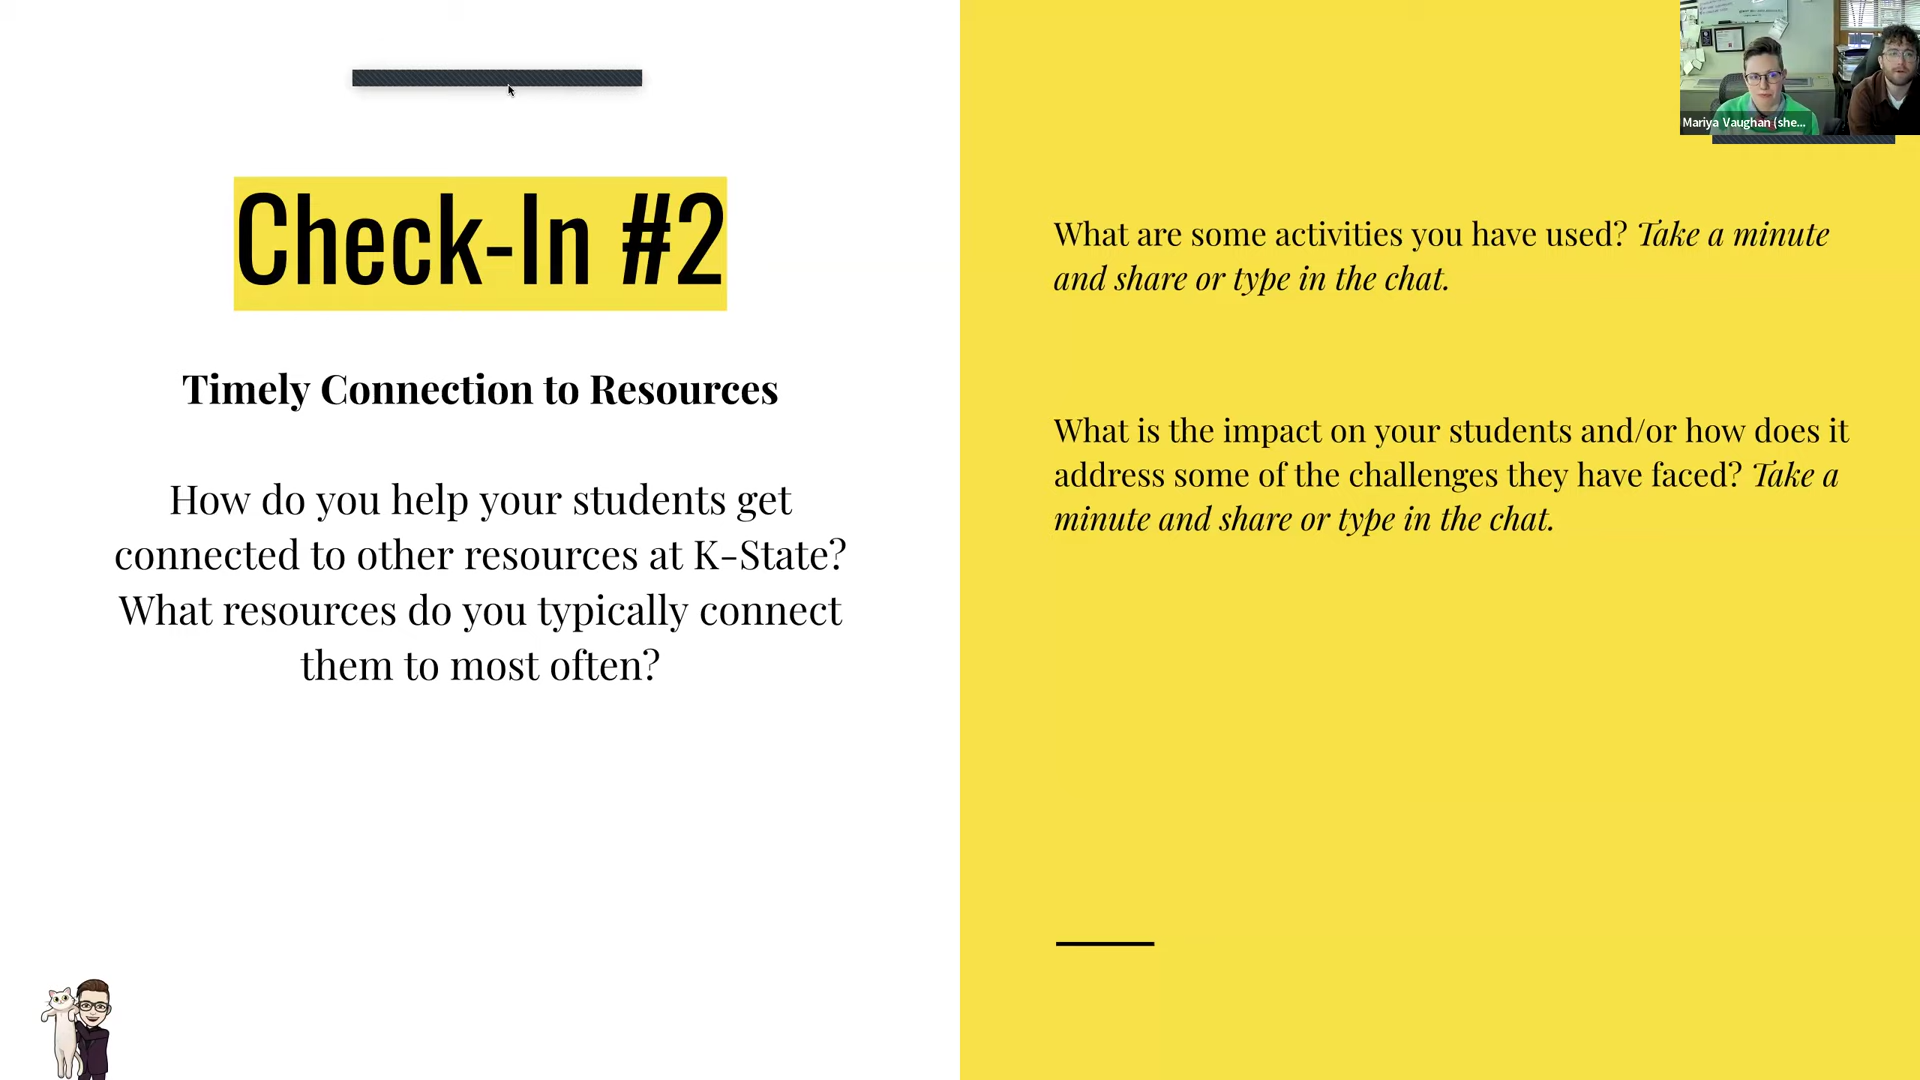 Check-In #2
Timely Connection to Resources
How do you help your students get
connected to other resources at K-State?
What resources do you typically connect
them to most often?
What are some activities you have used? Take a minute
and share or type in the chat.
What is the impact on your students and/or how does it
address some of the challenges they have faced? Take a
minute and share or type in the chat.
Mariya Vaughan (she...